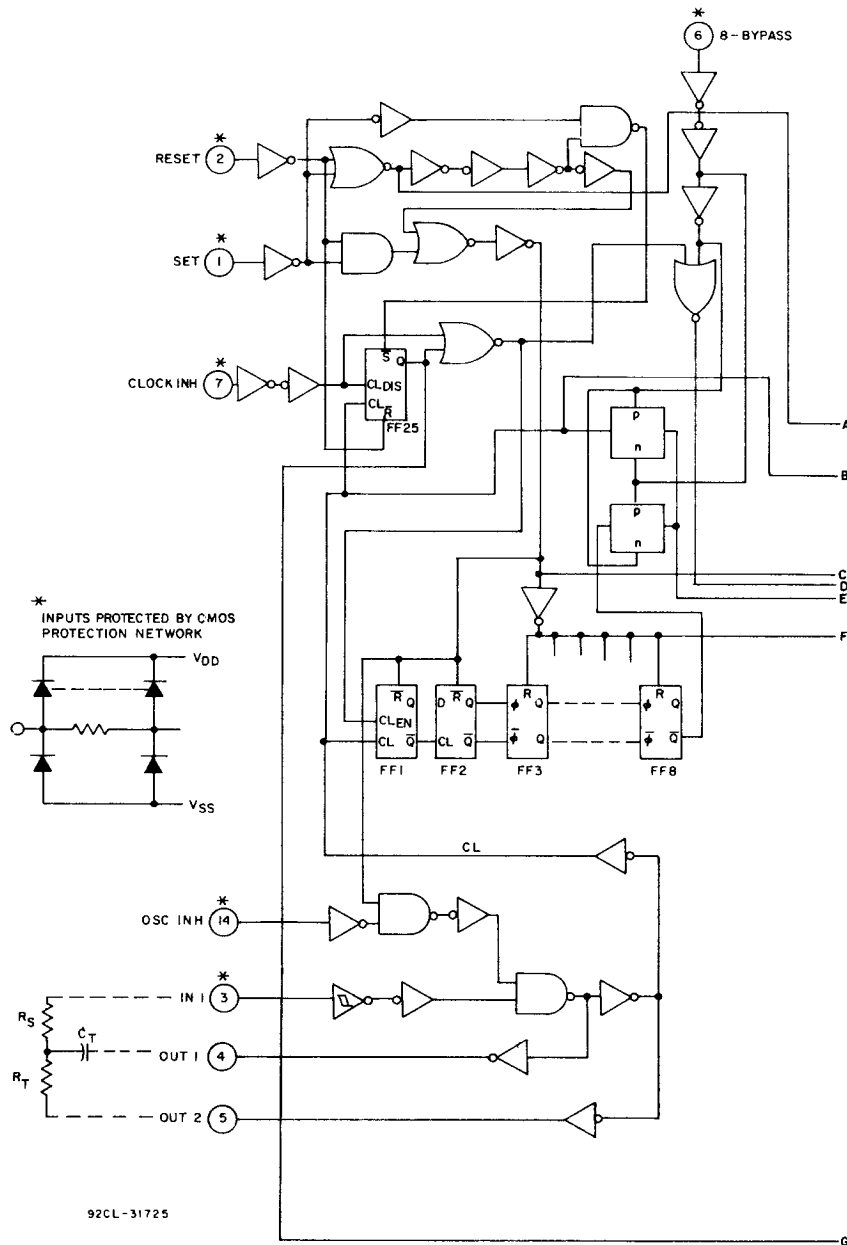 *
6 8-BYPASS
*
RESET 2
*
SET 1
*
CLOCK INH 7
S̅ Q
CL DIS
CL R̅
FF25
p
n
p
n
A
B
C
D
E
F
*
INPUTS PROTECTED BY CMOS
PROTECTION NETWORK
VDD
VSS
R̅ Q
CL EN
CL Q̅
FF1
D R̅ Q
CL Q̅
FF2
R
ϕ Q
ϕ̅ Q̅
FF3
R
ϕ Q
ϕ̅ Q̅
FF8
CL
*
OSC INH 14
*
IN 1 3
RS
CT
OUT 1 4
RT
OUT 2 5
92CL-31725
G